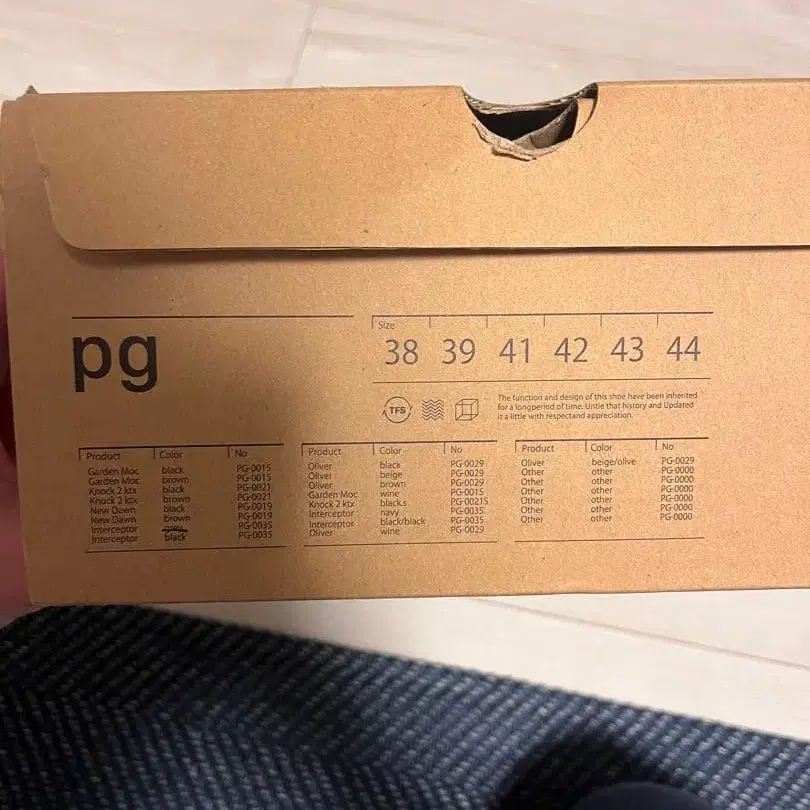 pg
Size
38 39 41 42 43 44
TFS
The function and design of this shoe have been inherited
for a longperiod of time. Untie that history and Updated
it a little with respectand appreciation.
Product Color No
Garden Moc black PG-0015
Garden Moc brown PG-0015
Knock 2 ktx black PG-0021
Knock 2 ktx brown PG-0021
New Dawn black PG-0019
New Dawn brown PG-0019
Interceptor PG-0035
Interceptor black PG-0035
Product Color No
Oliver black PG-0029
Oliver beige PG-0029
Oliver brown PG-0029
Garden Moc wine PG-0015
Knock 2 ktx black.s PG-0021S
Interceptor navy PG-0035
Interceptor black/black PG-0035
Oliver wine PG-0029
Product Color No
Oliver beige/olive PG-0029
Other other PG-0000
Other other PG-0000
Other other PG-0000
Other other PG-0000
Other other PG-0000
Other other PG-0000